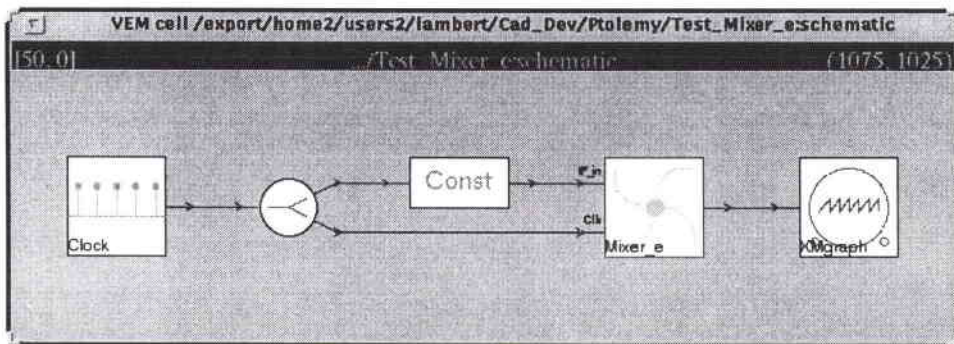 VEM cell /export/home2/users2/lambert/Cad_Dev/Ptolemy/Test_Mixer_e:schematic
[50, 0] ./Test_Mixer_e:schematic (1075, 1025)
Const
IF_in
Clk
Clock
Mixer_e
XMgraph